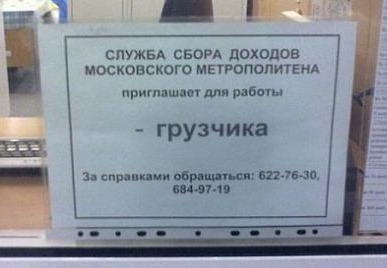 СЛУЖБА СБОРА ДОХОДОВ
МОСКОВСКОГО МЕТРОПОЛИТЕНА
приглашает для работы
- грузчика
За справками обращаться: 622-76-30,
684-97-19